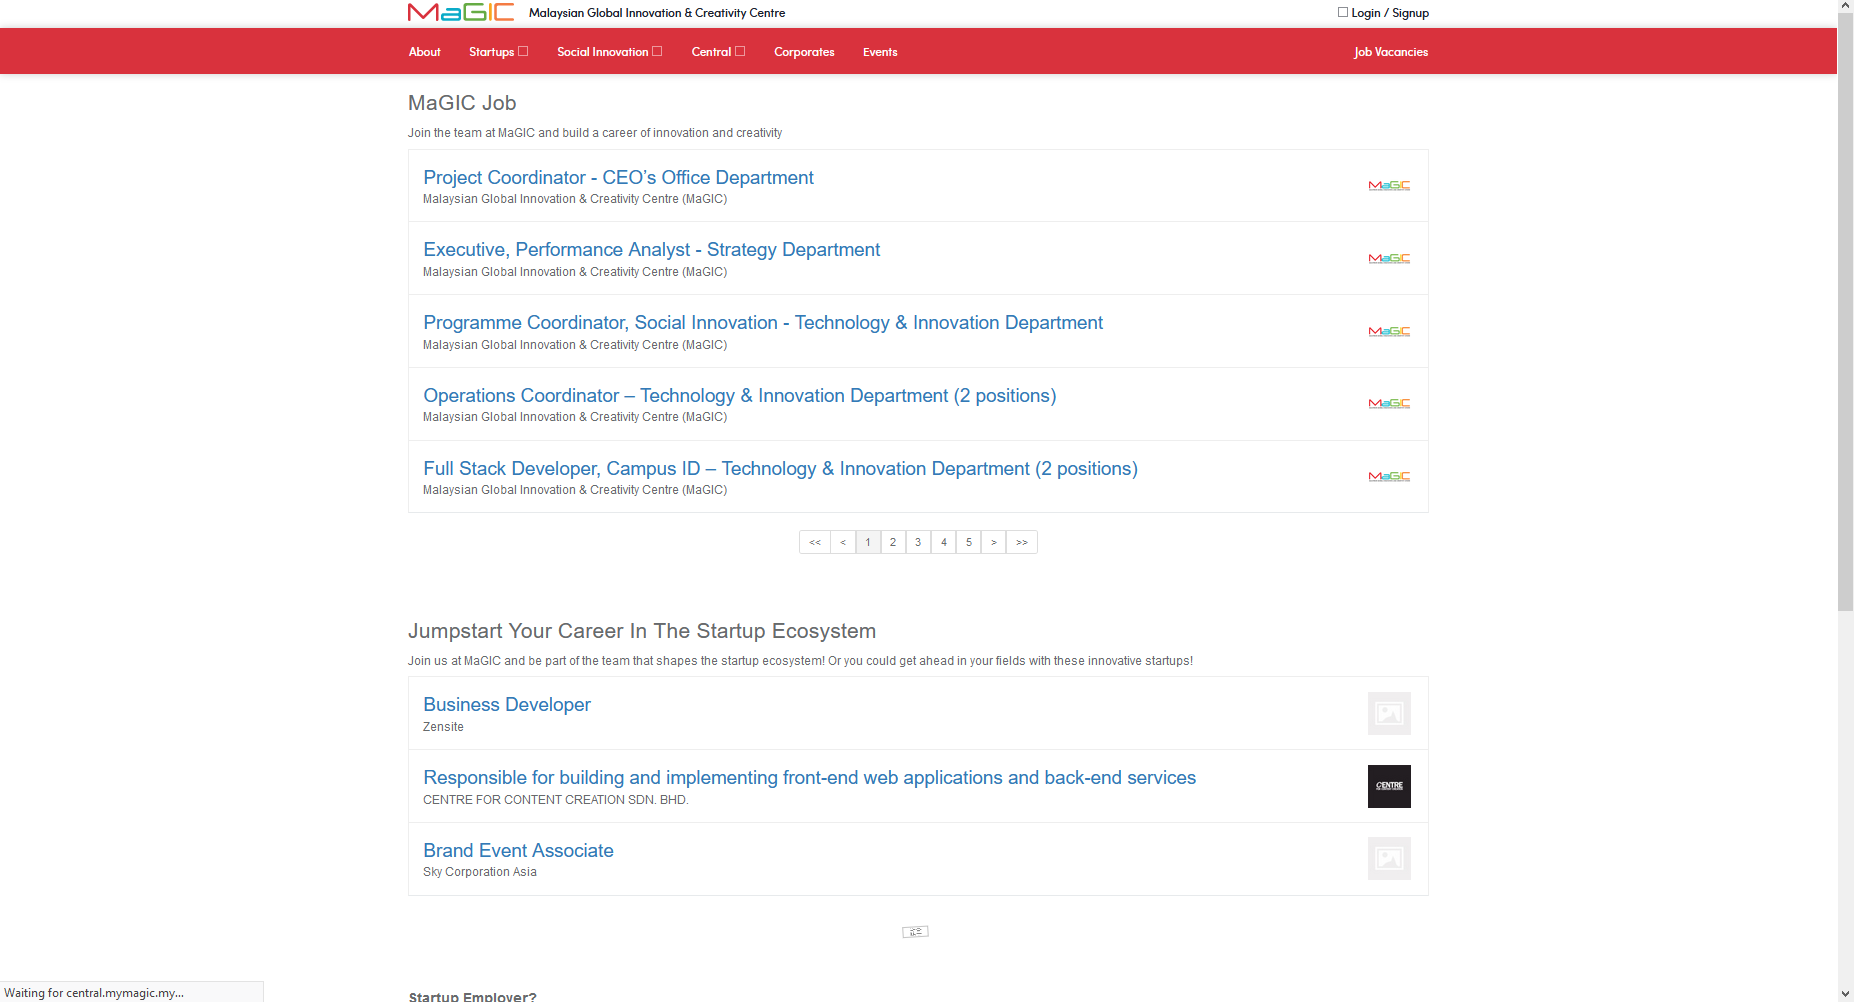 MaGIC
Malaysian Global Innovation & Creativity Centre
Login / Signup
About Startups Social Innovation Central Corporates Events Job Vacancies
MaGIC Job
Join the team at MaGIC and build a career of innovation and creativity
Project Coordinator - CEO’s Office Department
Malaysian Global Innovation & Creativity Centre (MaGIC)
MaGIC
Executive, Performance Analyst - Strategy Department
Malaysian Global Innovation & Creativity Centre (MaGIC)
MaGIC
Programme Coordinator, Social Innovation - Technology & Innovation Department
Malaysian Global Innovation & Creativity Centre (MaGIC)
MaGIC
Operations Coordinator – Technology & Innovation Department (2 positions)
Malaysian Global Innovation & Creativity Centre (MaGIC)
MaGIC
Full Stack Developer, Campus ID – Technology & Innovation Department (2 positions)
Malaysian Global Innovation & Creativity Centre (MaGIC)
MaGIC
<< < 1 2 3 4 5 > >>
Jumpstart Your Career In The Startup Ecosystem
Join us at MaGIC and be part of the team that shapes the startup ecosystem! Or you could get ahead in your fields with these innovative startups!
Business Developer
Zensite
Responsible for building and implementing front-end web applications and back-end services
CENTRE FOR CONTENT CREATION SDN. BHD.
CENTRE
Brand Event Associate
Sky Corporation Asia
Startup Employer?
Waiting for central.mymagic.my...